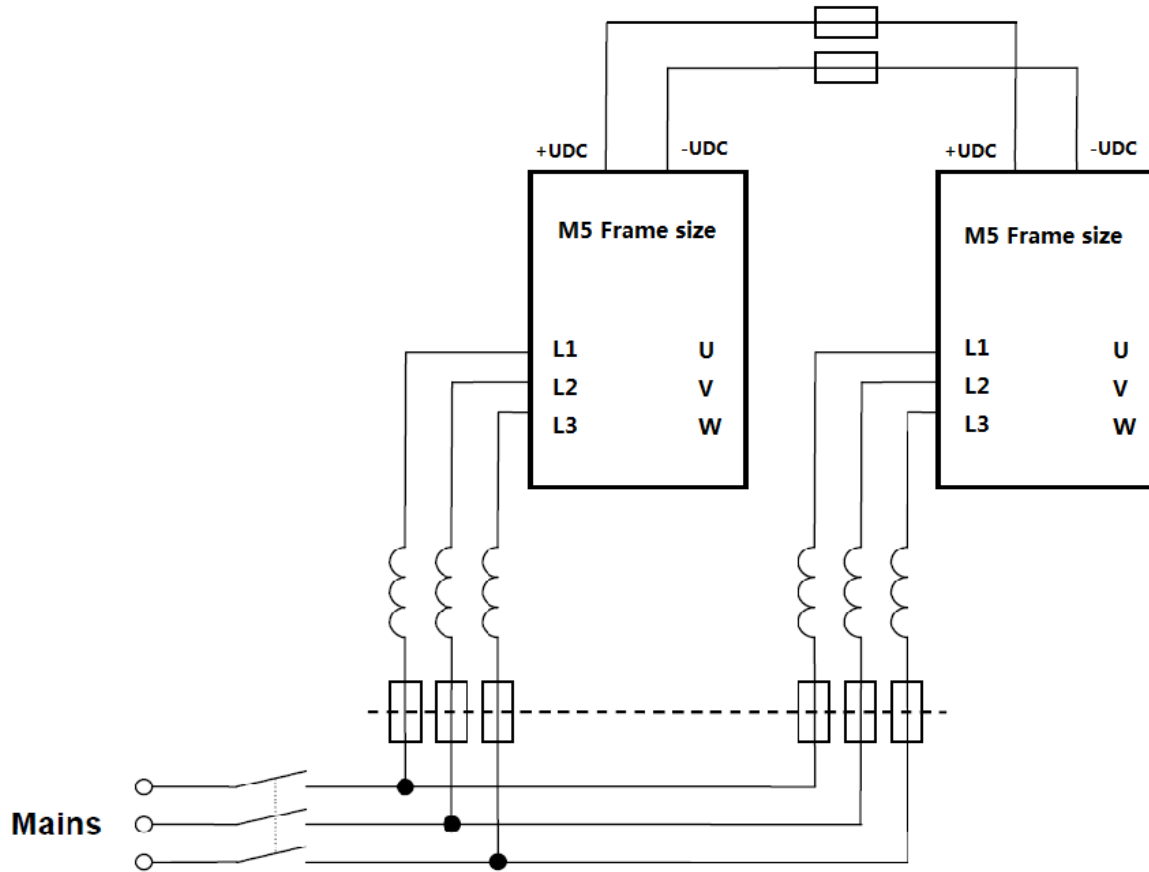 +UDC -UDC
+UDC -UDC
M5 Frame size
M5 Frame size
L1 U
L2 V
L3 W
L1 U
L2 V
L3 W
Mains